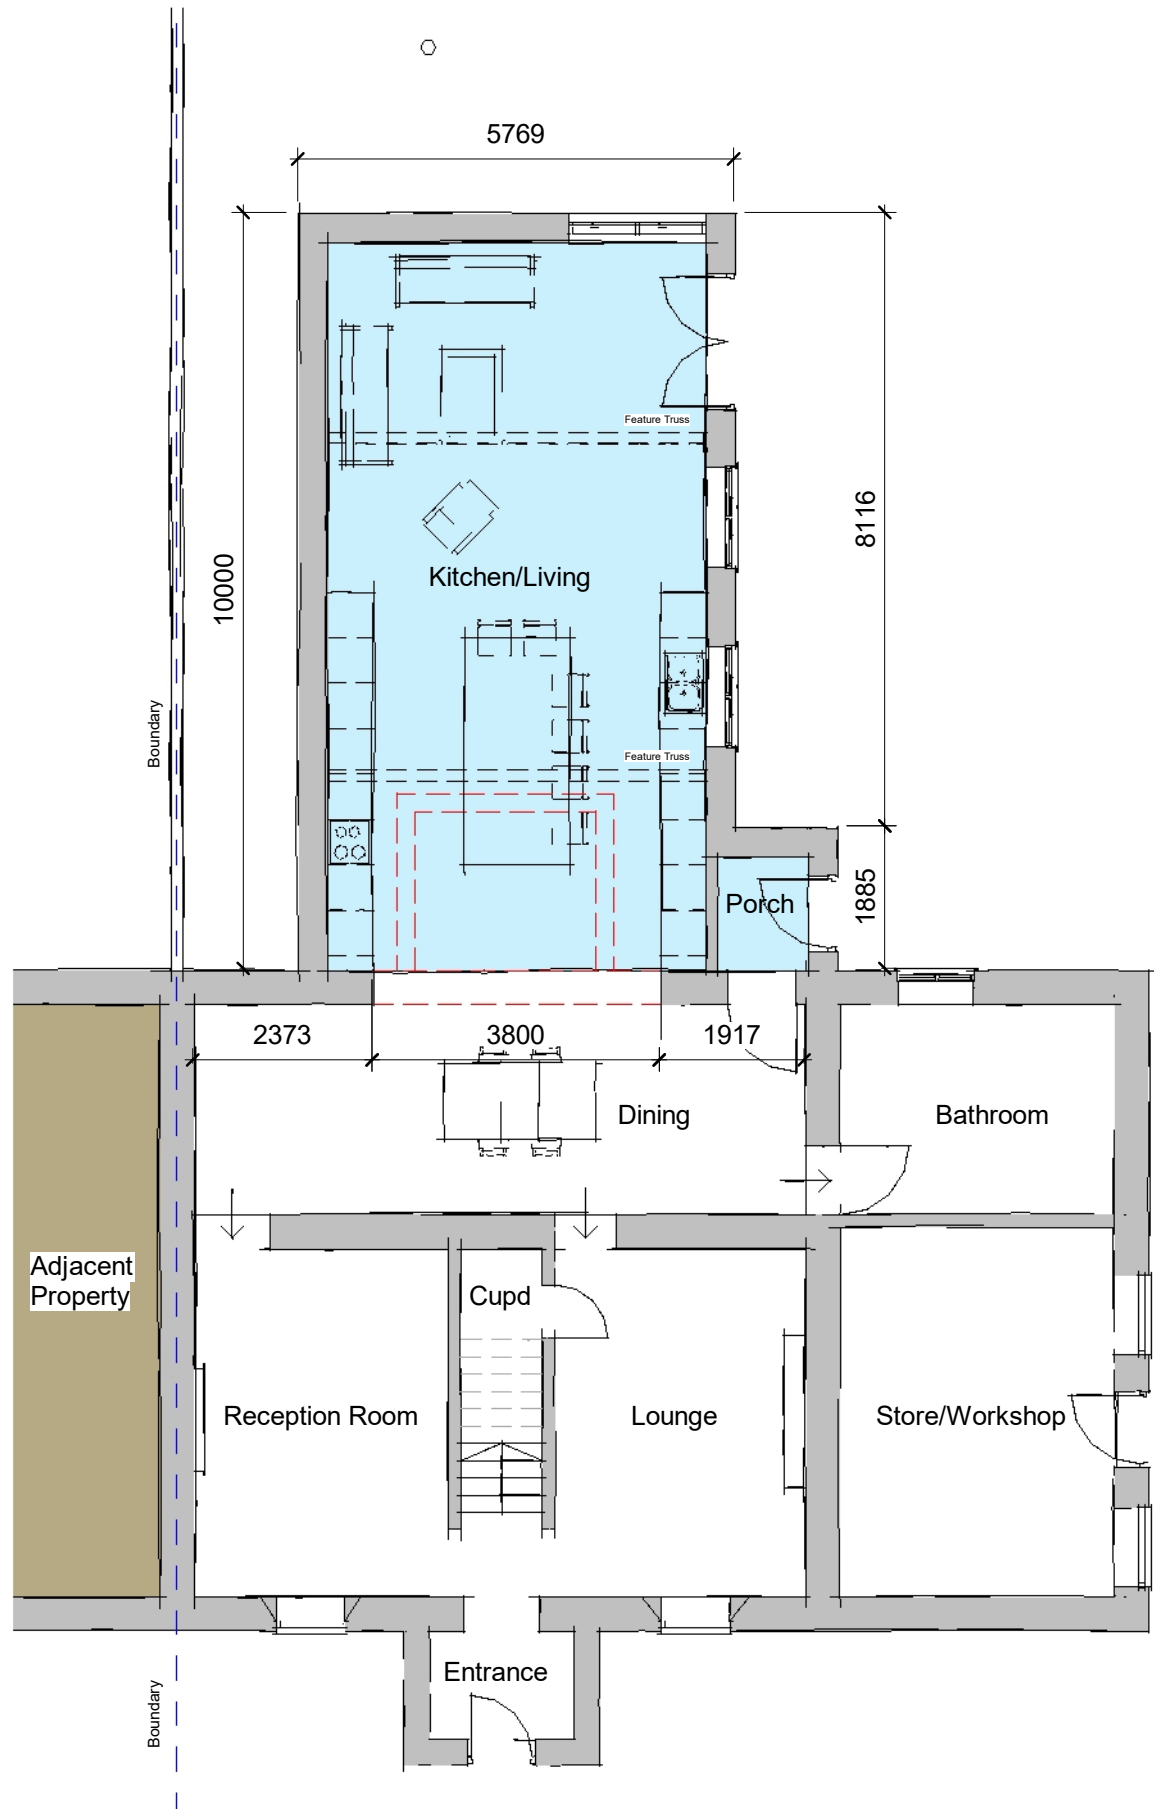 5769
Feature Truss
8116
10000
Kitchen/Living
Boundary
Feature Truss
1885
Porch
2373
3800
1917
Dining
Bathroom
Adjacent
Property
Cupd
Reception Room
Lounge
Store/Workshop
Entrance
Boundary